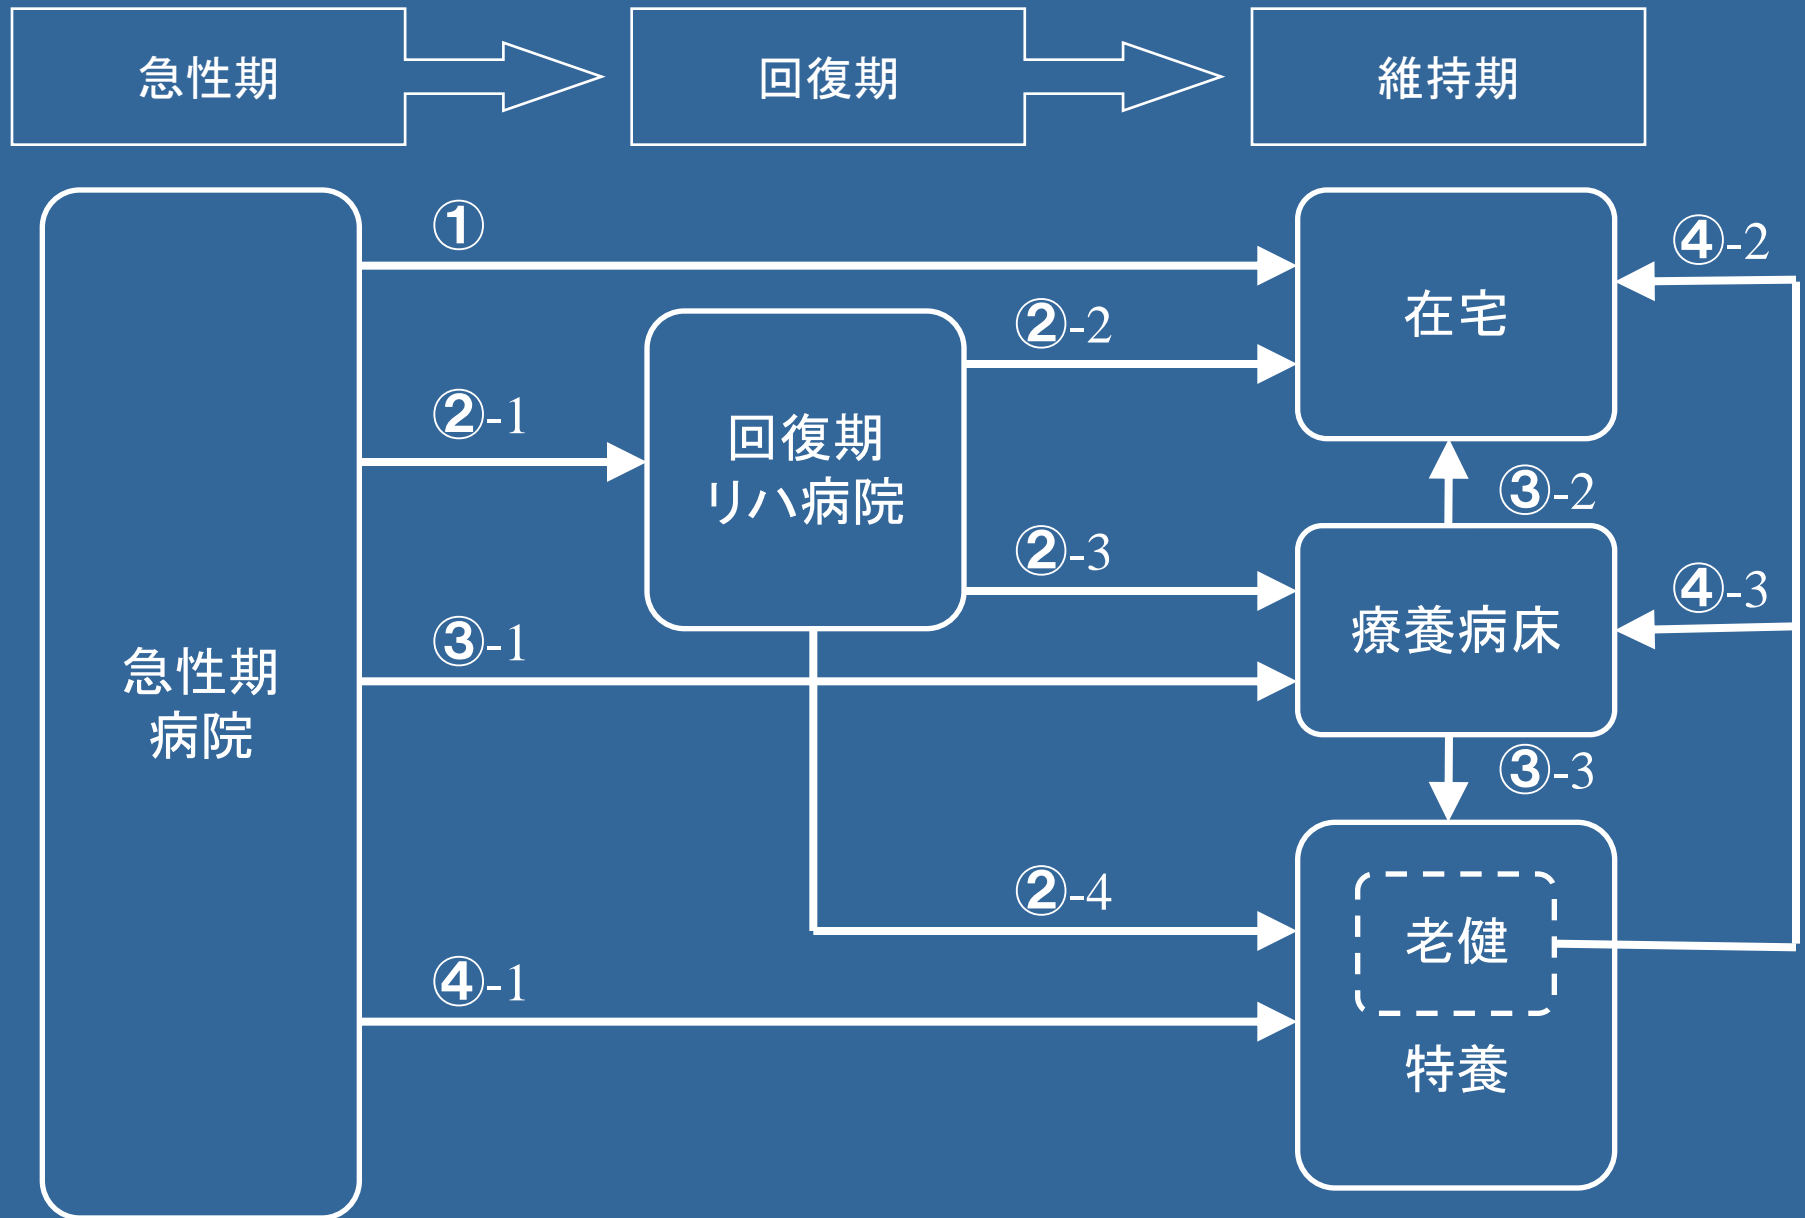 急性期
回復期
維持期
①
②-1
③-1
④-1
急性期
病院
回復期
リハ病院
②-2
②-3
②-4
在宅
③-2
療養病床
③-3
老健
特養
④-2
④-3